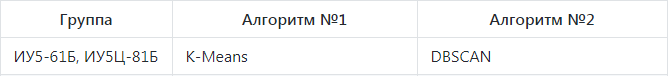 Группа Алгоритм №1 Алгоритм №2
ИУ5-61Б, ИУ5Ц-81Б K-Means DBSCAN